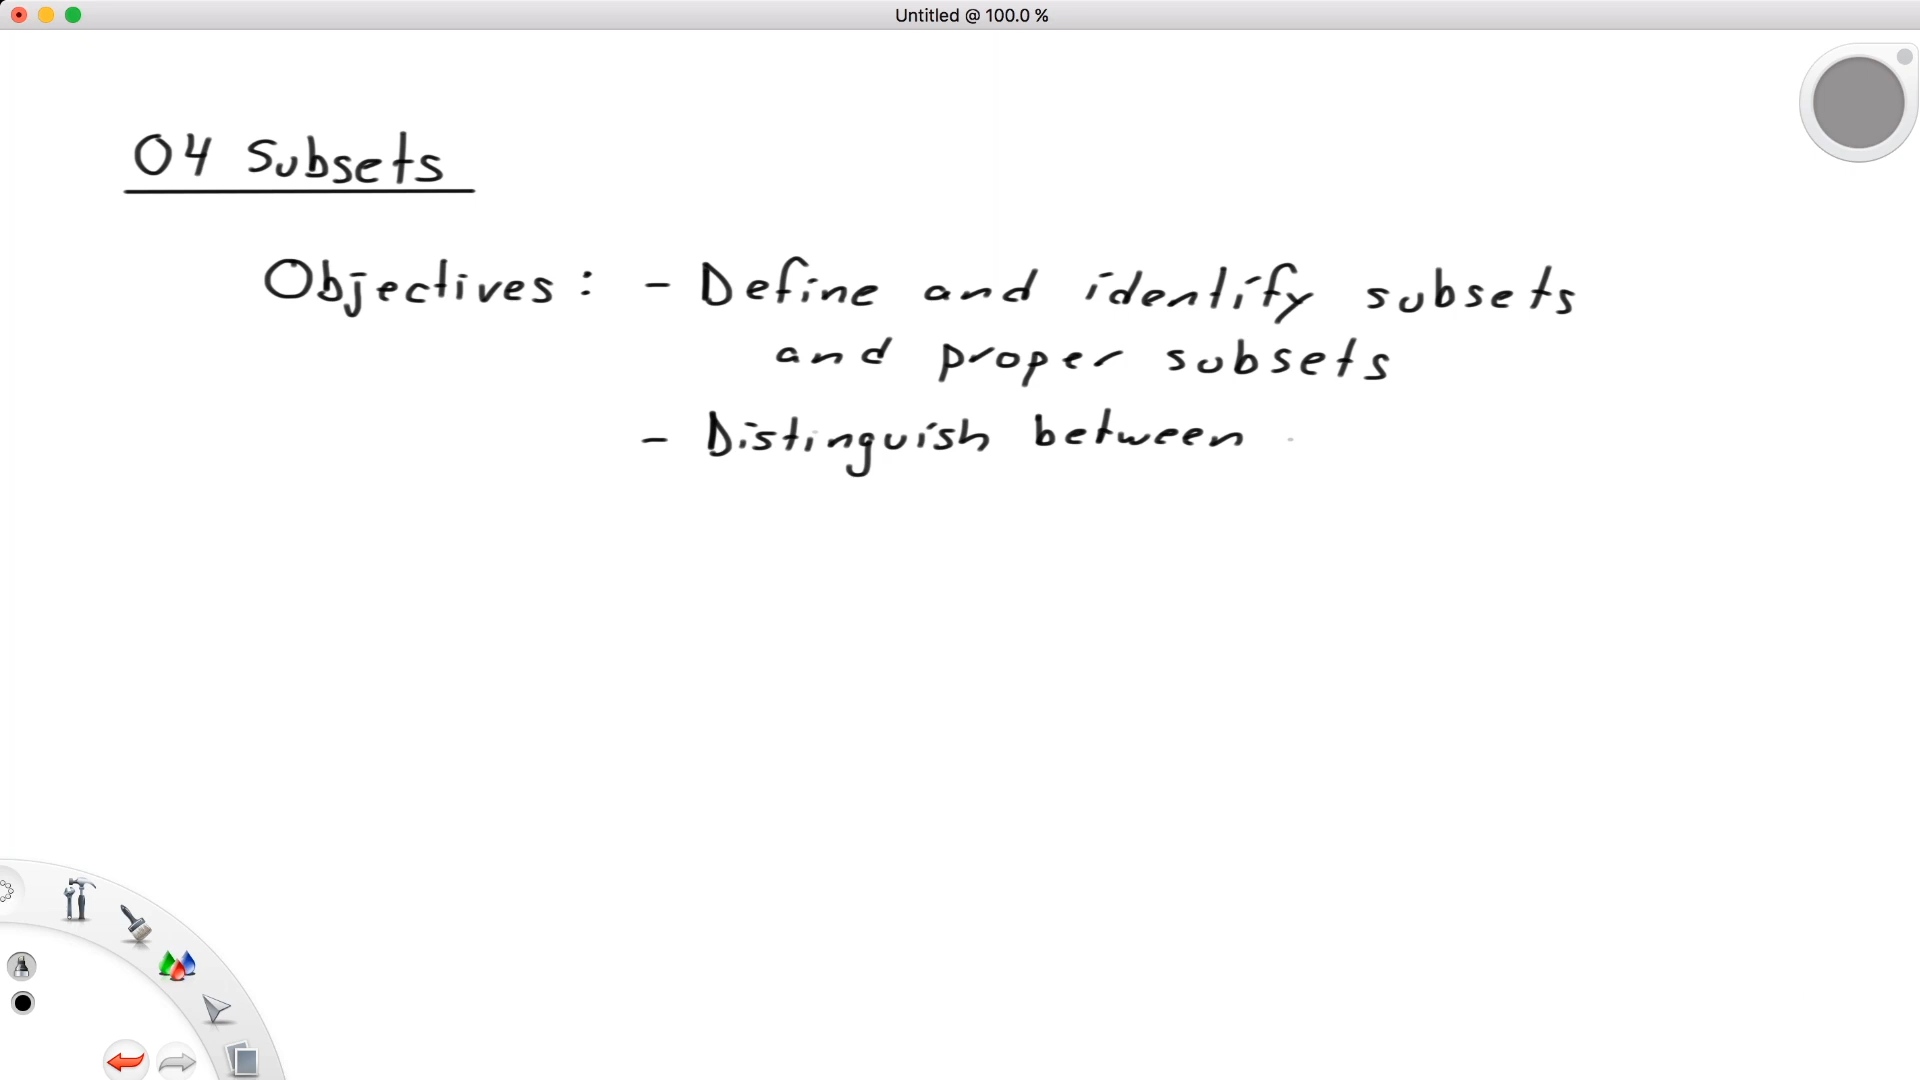 Untitled @ 100.0 %
04 Subsets
Objectives: - Define and identify subsets
and proper subsets
- Distinguish between